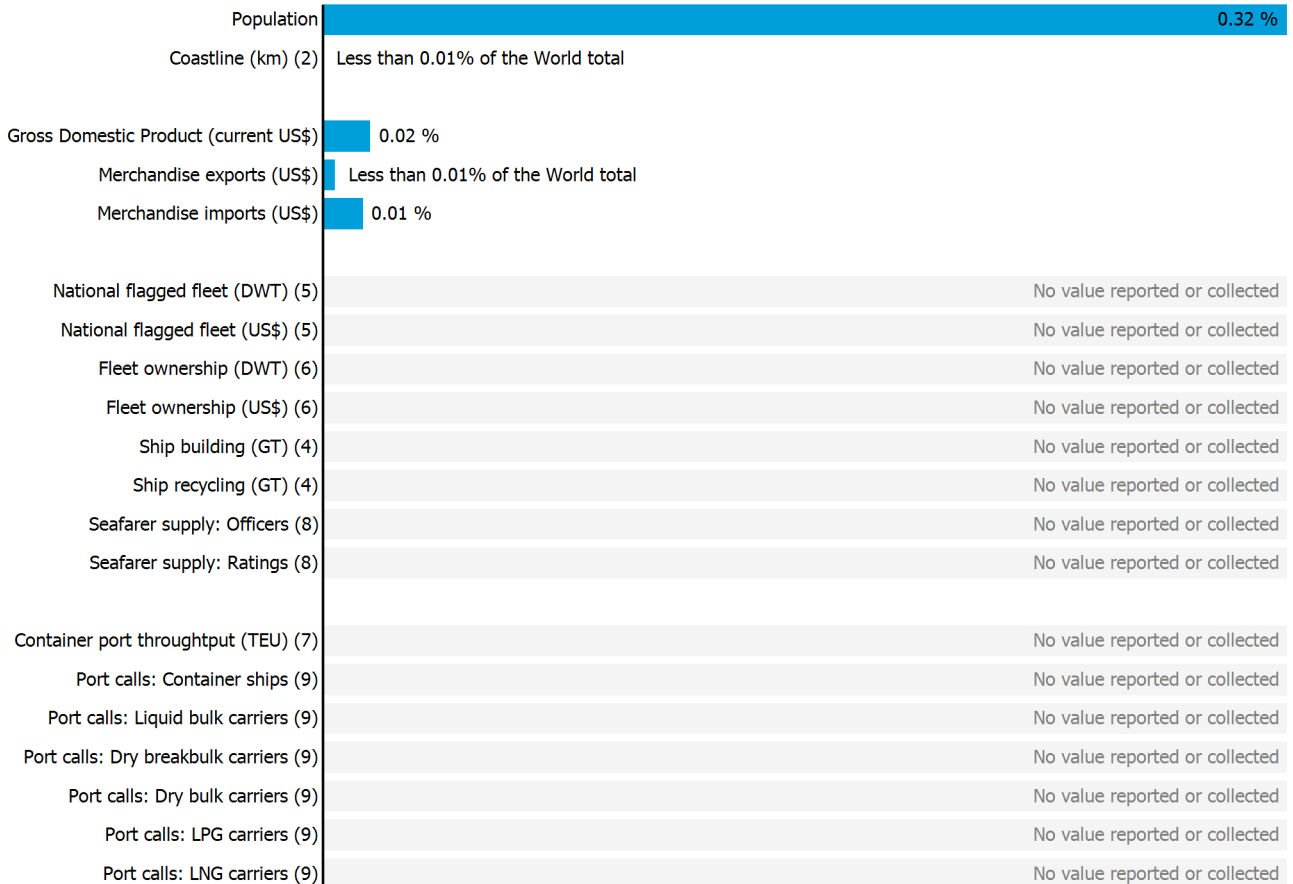 Population 0.32 %
Coastline (km) (2) Less than 0.01% of the World total
Gross Domestic Product (current US$) 0.02 %
Merchandise exports (US$) Less than 0.01% of the World total
Merchandise imports (US$) 0.01 %
National flagged fleet (DWT) (5) No value reported or collected
National flagged fleet (US$) (5) No value reported or collected
Fleet ownership (DWT) (6) No value reported or collected
Fleet ownership (US$) (6) No value reported or collected
Ship building (GT) (4) No value reported or collected
Ship recycling (GT) (4) No value reported or collected
Seafarer supply: Officers (8) No value reported or collected
Seafarer supply: Ratings (8) No value reported or collected
Container port throughtput (TEU) (7) No value reported or collected
Port calls: Container ships (9) No value reported or collected
Port calls: Liquid bulk carriers (9) No value reported or collected
Port calls: Dry breakbulk carriers (9) No value reported or collected
Port calls: Dry bulk carriers (9) No value reported or collected
Port calls: LPG carriers (9) No value reported or collected
Port calls: LNG carriers (9) No value reported or collected